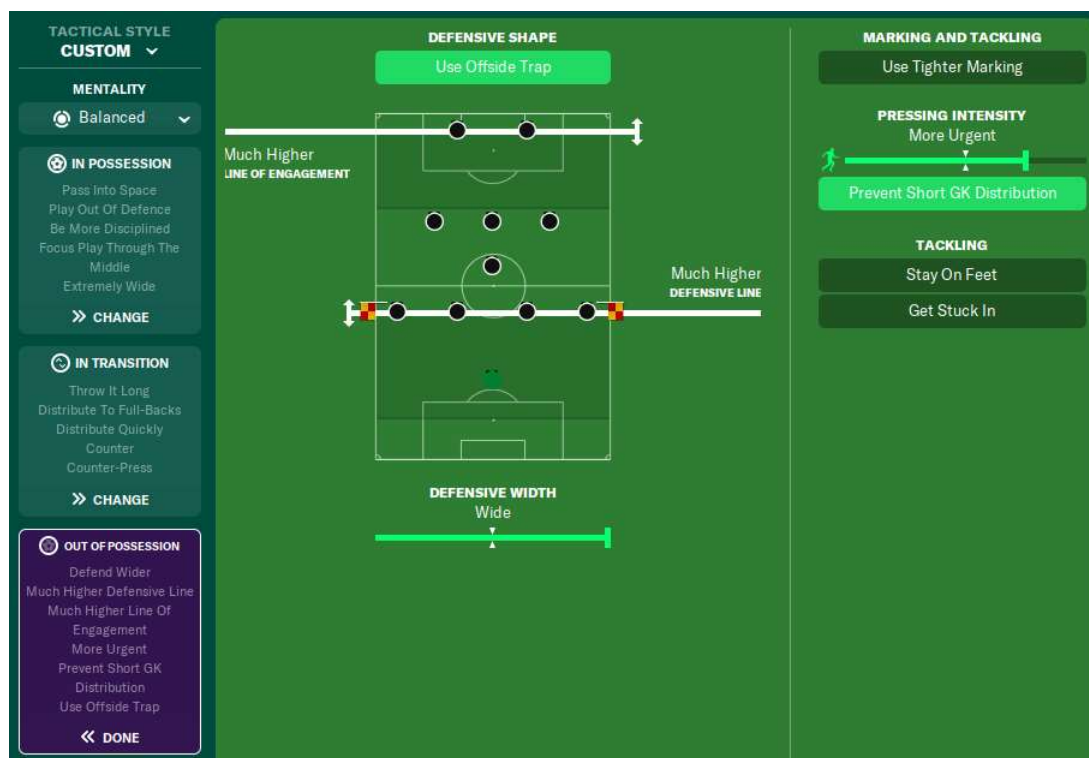 TACTICAL STYLE
CUSTOM
MENTALITY
Balanced
IN POSSESSION
Pass Into Space
Play Out Of Defence
Be More Disciplined
Focus Play Through The
Middle
Extremely Wide
CHANGE
IN TRANSITION
Throw It Long
Distribute To Full-Backs
Distribute Quickly
Counter
Counter-Press
CHANGE
OUT OF POSSESSION
Defend Wider
Much Higher Defensive Line
Much Higher Line Of
Engagement
More Urgent
Prevent Short GK
Distribution
Use Offside Trap
DONE
DEFENSIVE SHAPE
Use Offside Trap
Much Higher
LINE OF ENGAGEMENT
Much Higher
DEFENSIVE LINE
DEFENSIVE WIDTH
Wide
MARKING AND TACKLING
Use Tighter Marking
PRESSING INTENSITY
More Urgent
Prevent Short GK Distribution
TACKLING
Stay On Feet
Get Stuck In